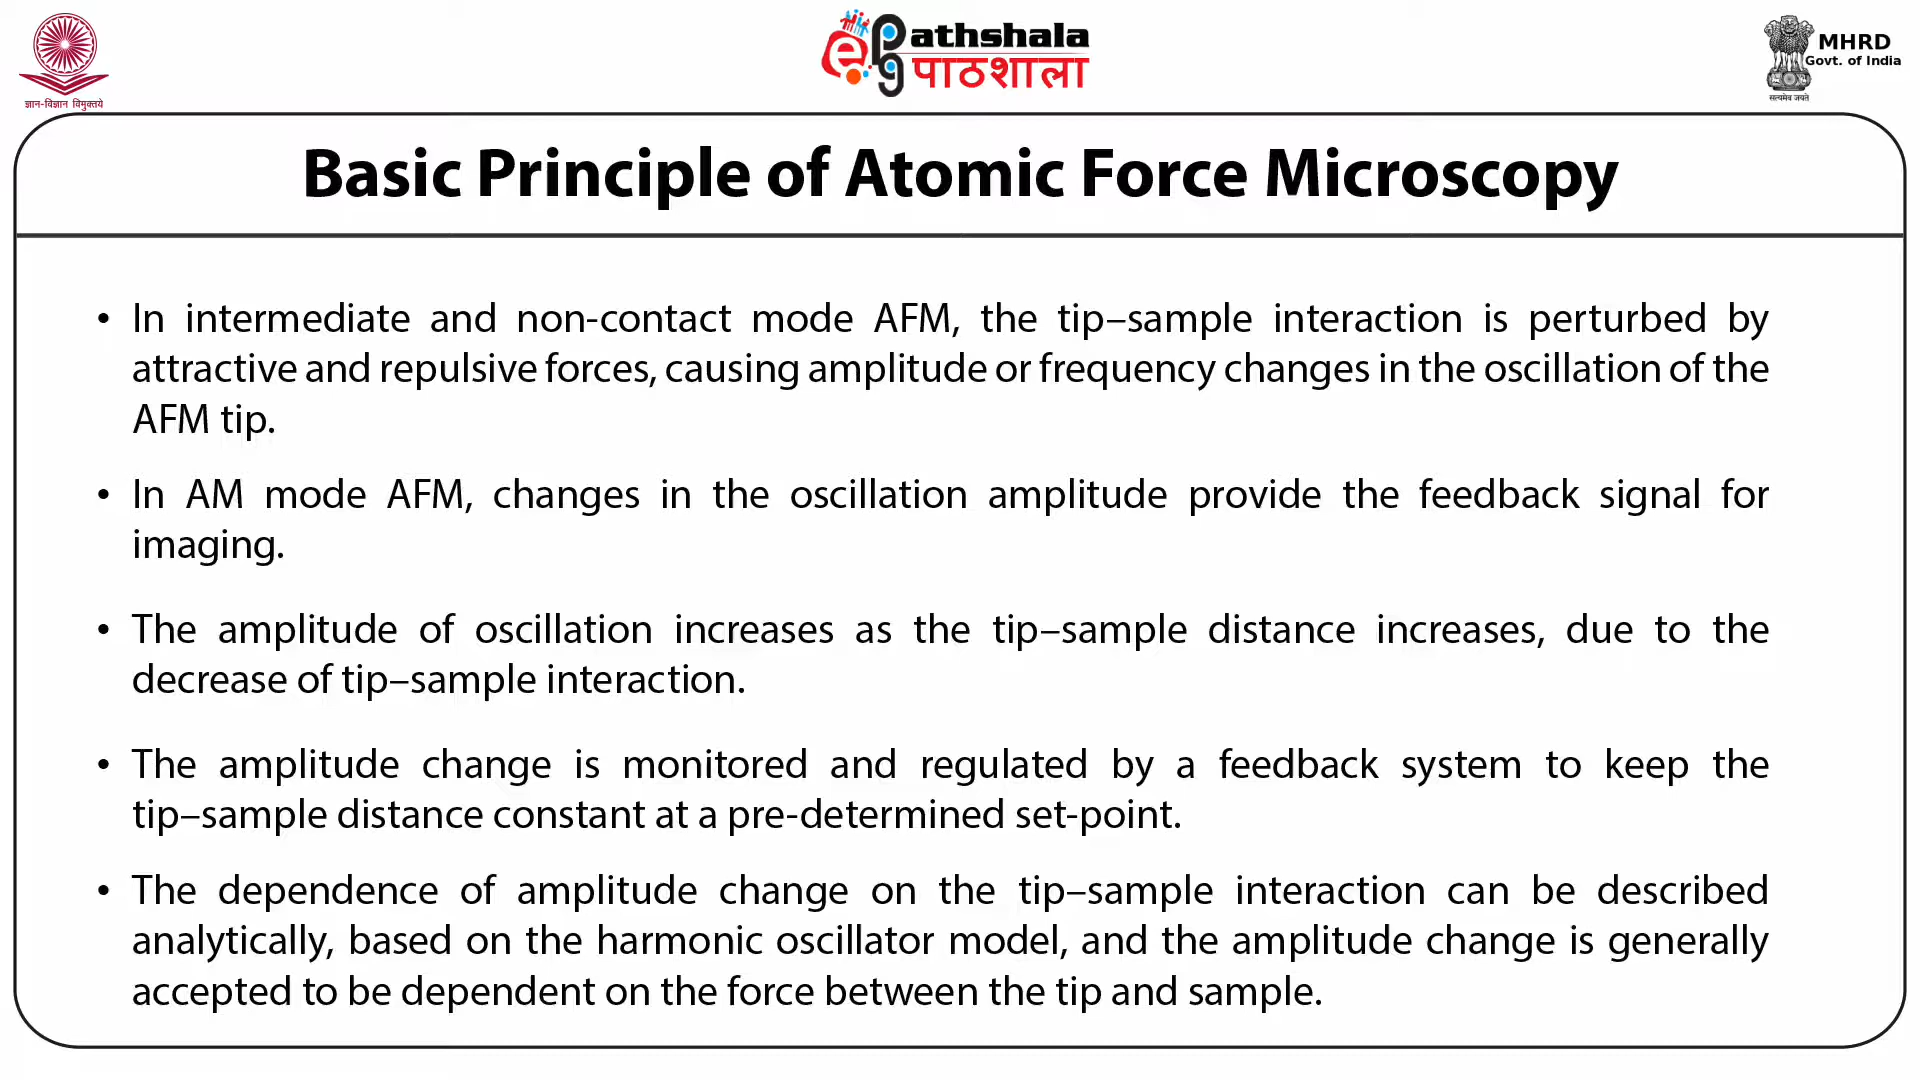 ज्ञान-विज्ञान विमुक्तये
athshala
पाठशाला
MHRD
Govt. of India
सत्यमेव जयते
Basic Principle of Atomic Force Microscopy
• In intermediate and non-contact mode AFM, the tip–sample interaction is perturbed by
attractive and repulsive forces, causing amplitude or frequency changes in the oscillation of the
AFM tip.
• In AM mode AFM, changes in the oscillation amplitude provide the feedback signal for
imaging.
• The amplitude of oscillation increases as the tip–sample distance increases, due to the
decrease of tip–sample interaction.
• The amplitude change is monitored and regulated by a feedback system to keep the
tip–sample distance constant at a pre-determined set-point.
• The dependence of amplitude change on the tip–sample interaction can be described
analytically, based on the harmonic oscillator model, and the amplitude change is generally
accepted to be dependent on the force between the tip and sample.